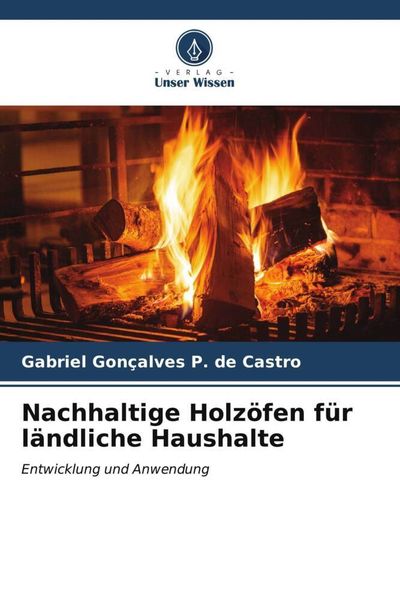 - VERLAG -
Unser Wissen
Gabriel Gonçalves P. de Castro
Nachhaltige Holzöfen für
ländliche Haushalte
Entwicklung und Anwendung